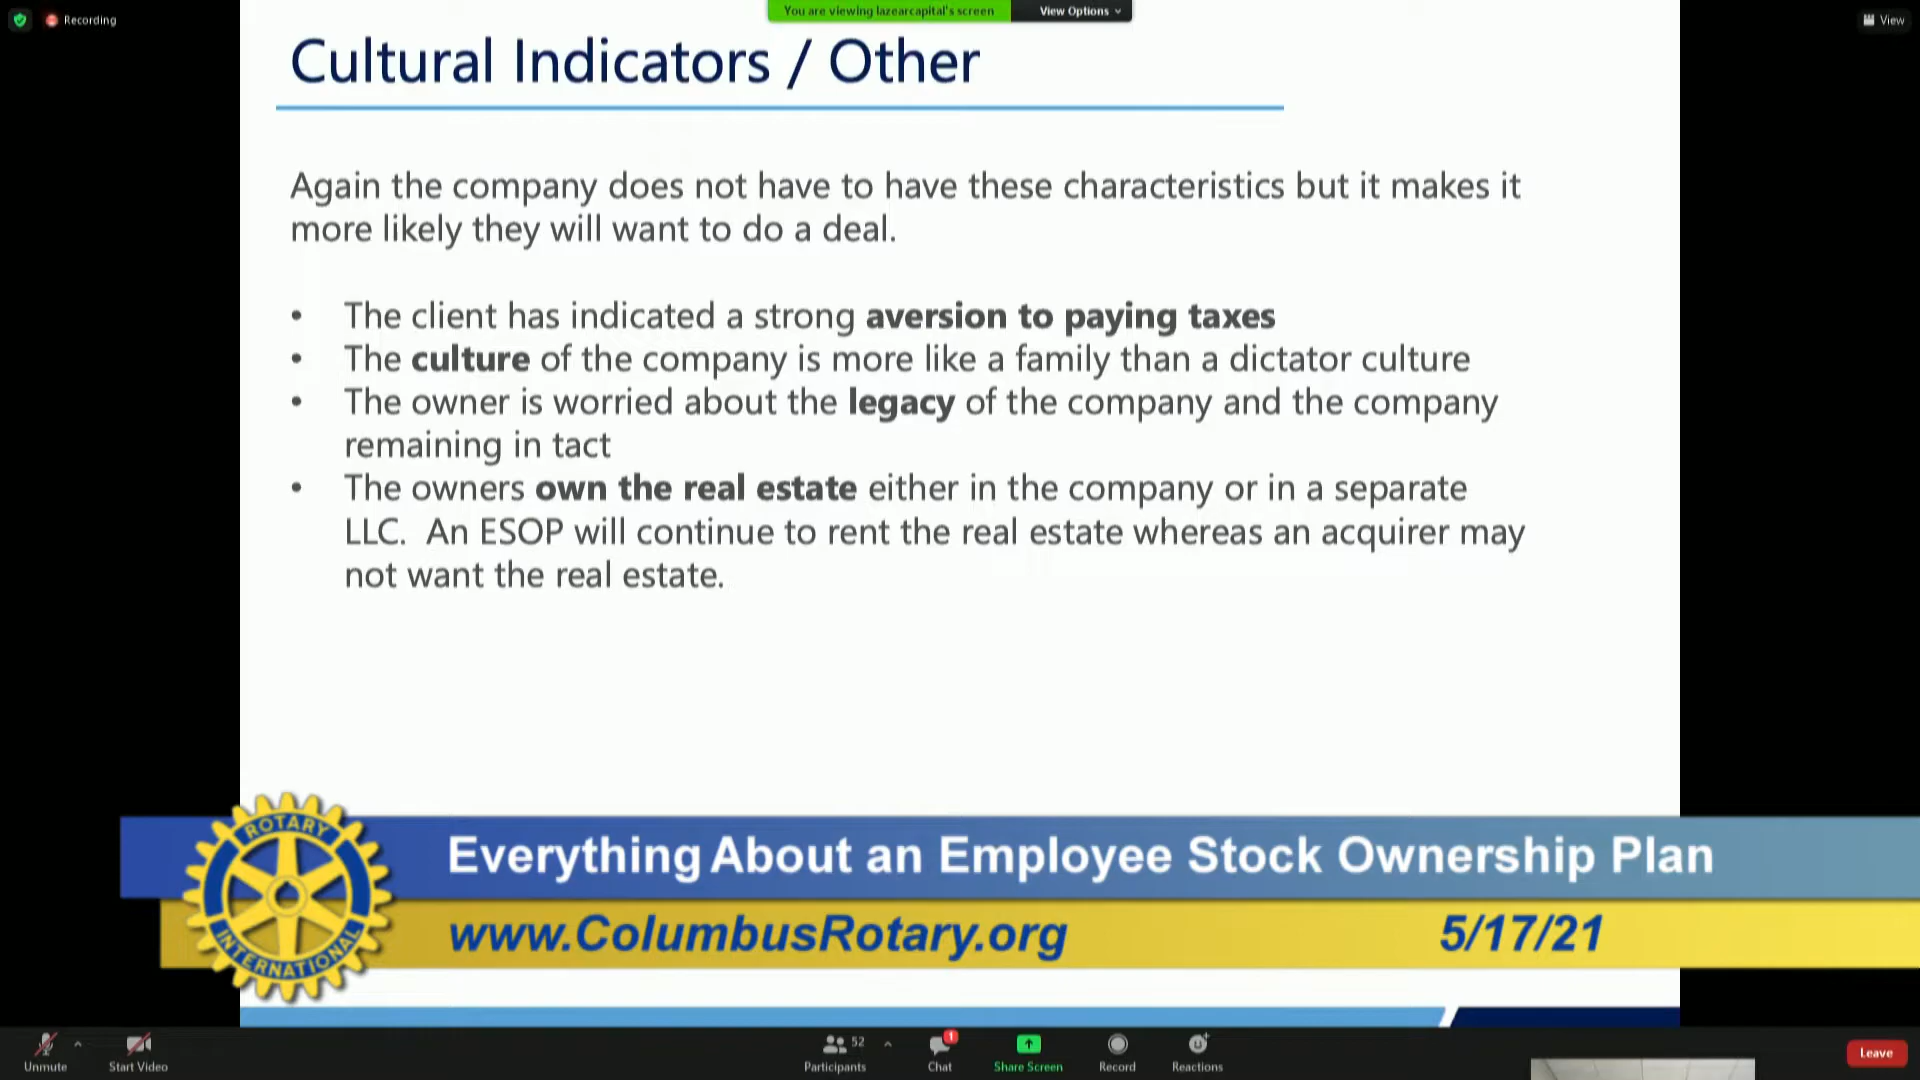 Recording
You are viewing lazearcapital's screen
View Options
View
Cultural Indicators / Other
Again the company does not have to have these characteristics but it makes it
more likely they will want to do a deal.
• The client has indicated a strong aversion to paying taxes
• The culture of the company is more like a family than a dictator culture
• The owner is worried about the legacy of the company and the company
remaining in tact
• The owners own the real estate either in the company or in a separate
LLC. An ESOP will continue to rent the real estate whereas an acquirer may
not want the real estate.
ROTARY
INTERNATIONAL
Everything About an Employee Stock Ownership Plan
www.ColumbusRotary.org 5/17/21
Unmute
Start Video
52
Participants
1
Chat
Share Screen
Record
Reactions
Leave